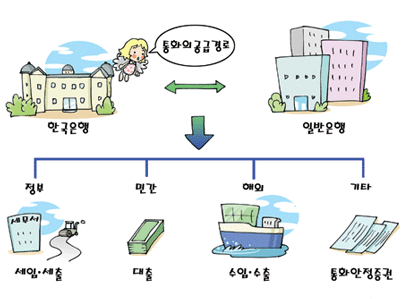 통화의 공급경로
한국은행
일반은행
정부
민간
해외
기타
세무서
세입·세출
대출
수입·수출
통화안정증권